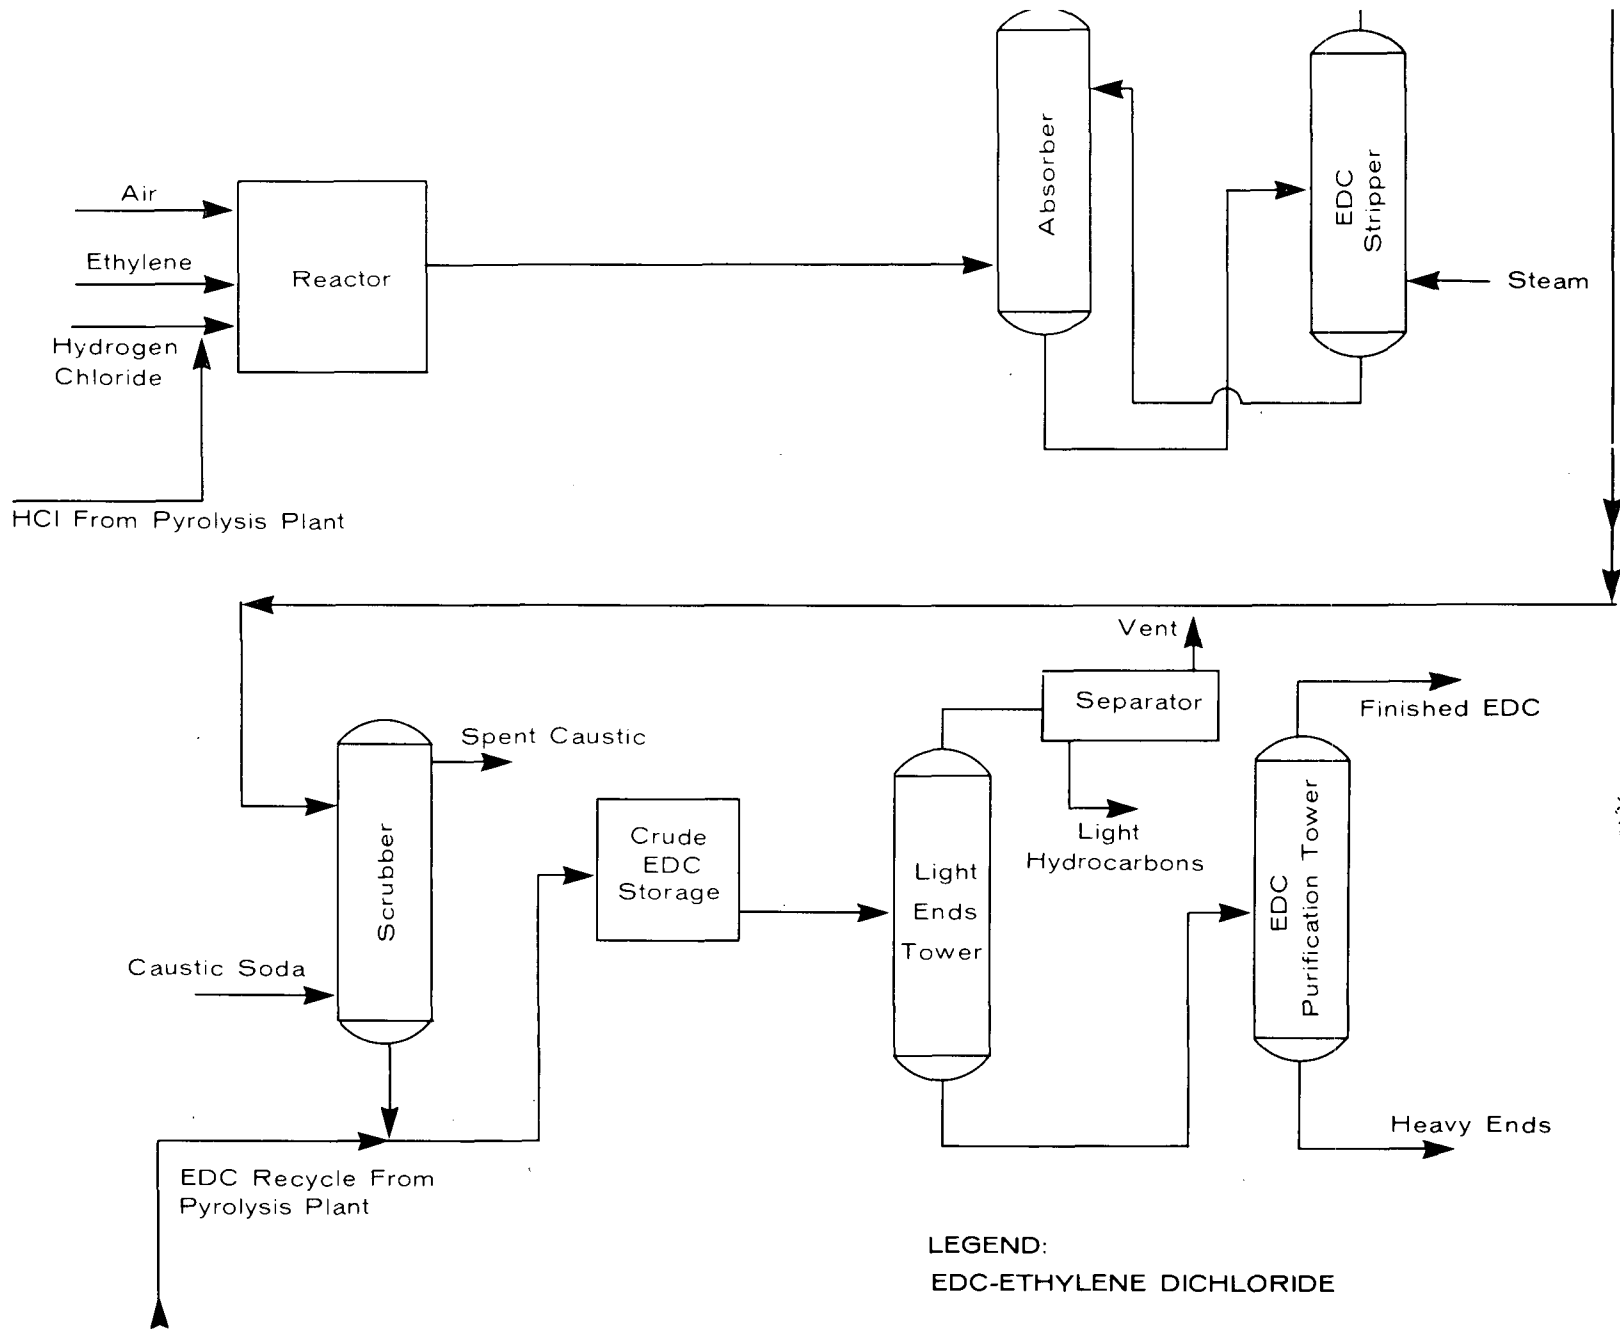 Air
Ethylene
Hydrogen
Chloride
Reactor
HCl From Pyrolysis Plant
Absorber
EDC
Stripper
Steam
Vent
Separator
Finished EDC
Spent Caustic
Scrubber
Crude
EDC
Storage
Light
Hydrocarbons
Light
Ends
Tower
EDC
Purification Tower
Caustic Soda
Heavy Ends
EDC Recycle From
Pyrolysis Plant
LEGEND:
EDC-ETHYLENE DICHLORIDE